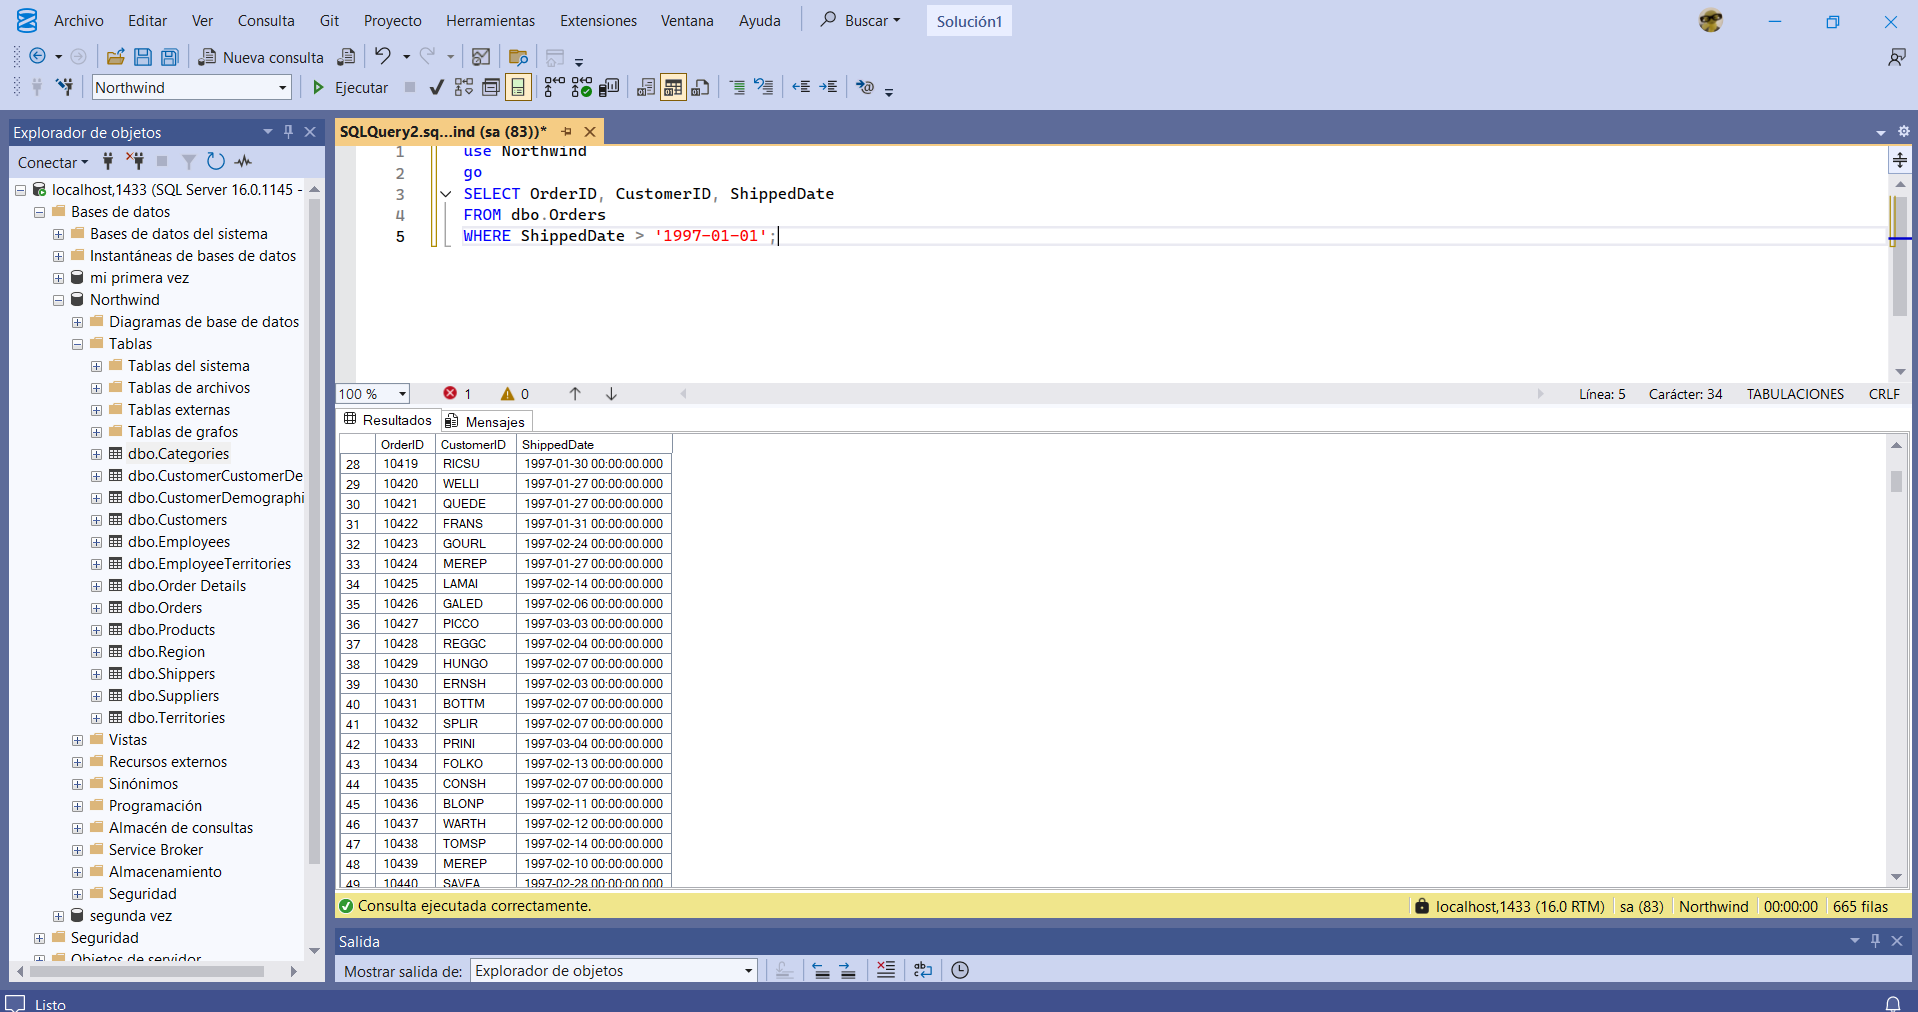 Archivo Editar Ver Consulta Git Proyecto Herramientas Extensiones Ventana Ayuda Buscar Solución1
Nueva consulta
Northwind Ejecutar
Explorador de objetos
Conectar
localhost,1433 (SQL Server 16.0.1145 -
Bases de datos
Bases de datos del sistema
Instantáneas de bases de datos
mi primera vez
Northwind
Diagramas de base de datos
Tablas
Tablas del sistema
Tablas de archivos
Tablas externas
Tablas de grafos
dbo.Categories
dbo.CustomerCustomerDe
dbo.CustomerDemographi
dbo.Customers
dbo.Employees
dbo.EmployeeTerritories
dbo.Order Details
dbo.Orders
dbo.Products
dbo.Region
dbo.Shippers
dbo.Suppliers
dbo.Territories
Vistas
Recursos externos
Sinónimos
Programación
Almacén de consultas
Service Broker
Almacenamiento
Seguridad
segunda vez
Seguridad
Objetos de servidor
SQLQuery2.sq...ind (sa (83))*
1 use Northwind
2 go
3 SELECT OrderID, CustomerID, ShippedDate
4 FROM dbo.Orders
5 WHERE ShippedDate > '1997-01-01';
100 % 1 0 Línea: 5 Carácter: 34 TABULACIONES CRLF
Resultados Mensajes
OrderID CustomerID ShippedDate
28 10419 RICSU 1997-01-30 00:00:00.000
29 10420 WELLI 1997-01-27 00:00:00.000
30 10421 QUEDE 1997-01-27 00:00:00.000
31 10422 FRANS 1997-01-31 00:00:00.000
32 10423 GOURL 1997-02-24 00:00:00.000
33 10424 MEREP 1997-01-27 00:00:00.000
34 10425 LAMAI 1997-02-14 00:00:00.000
35 10426 GALED 1997-02-06 00:00:00.000
36 10427 PICCO 1997-03-03 00:00:00.000
37 10428 REGGC 1997-02-04 00:00:00.000
38 10429 HUNGO 1997-02-07 00:00:00.000
39 10430 ERNSH 1997-02-03 00:00:00.000
40 10431 BOTTM 1997-02-07 00:00:00.000
41 10432 SPLIR 1997-02-07 00:00:00.000
42 10433 PRINI 1997-03-04 00:00:00.000
43 10434 FOLKO 1997-02-13 00:00:00.000
44 10435 CONSH 1997-02-07 00:00:00.000
45 10436 BLONP 1997-02-11 00:00:00.000
46 10437 WARTH 1997-02-12 00:00:00.000
47 10438 TOMSP 1997-02-14 00:00:00.000
48 10439 MEREP 1997-02-10 00:00:00.000
49 10440 SAVEA 1997-02-28 00:00:00.000
Consulta ejecutada correctamente. localhost,1433 (16.0 RTM) sa (83) Northwind 00:00:00 665 filas
Salida
Mostrar salida de: Explorador de objetos
Listo